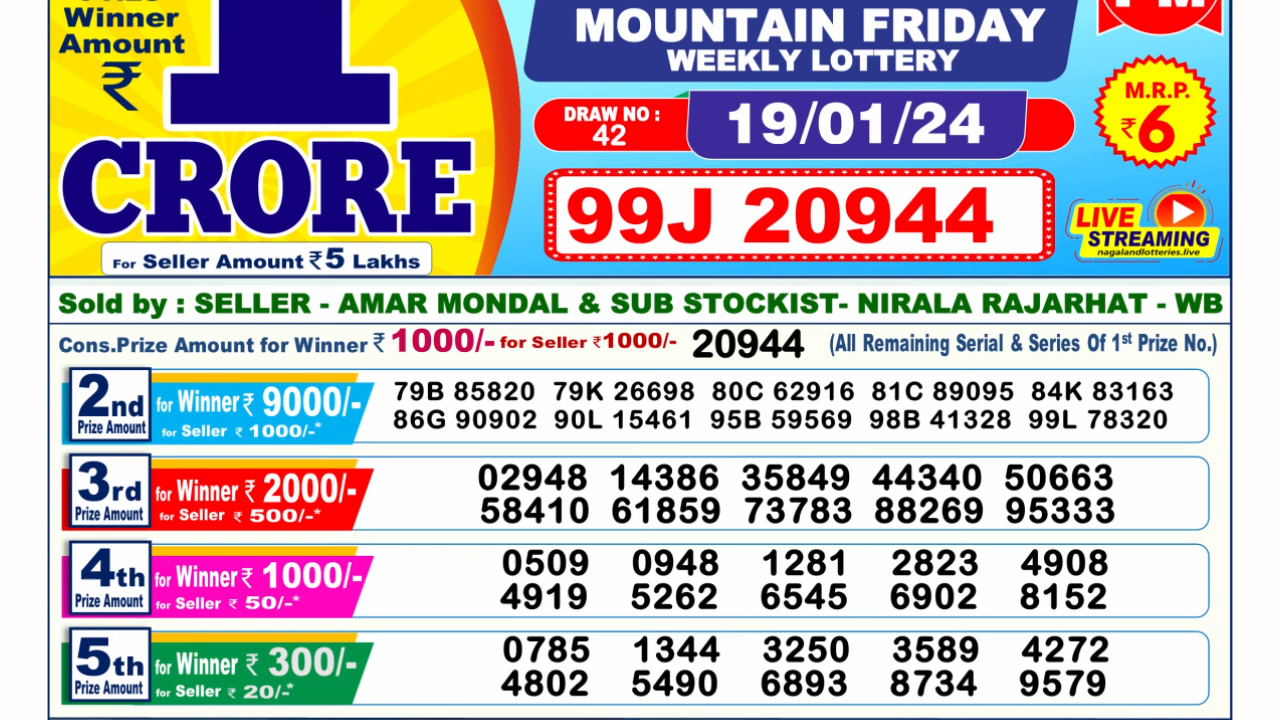 Winner
Amount
₹
1
CRORE
For Seller Amount ₹5 Lakhs
MOUNTAIN FRIDAY
WEEKLY LOTTERY
DRAW NO :
42
19/01/24
99J 20944
M.R.P.
₹6
LIVE
STREAMING
nagalandlotteries.live
Sold by : SELLER - AMAR MONDAL & SUB STOCKIST- NIRALA RAJARHAT - WB
Cons.Prize Amount for Winner ₹ 1000/- for Seller ₹1000/- 20944 (All Remaining Serial & Series Of 1st Prize No.)
2nd
Prize Amount
for Winner ₹ 9000/-
for Seller ₹ 1000/-*
79B 85820 79K 26698 80C 62916 81C 89095 84K 83163
86G 90902 90L 15461 95B 59569 98B 41328 99L 78320
3rd
Prize Amount
for Winner ₹ 2000/-
for Seller ₹ 500/-*
02948 14386 35849 44340 50663
58410 61859 73783 88269 95333
4th
Prize Amount
for Winner ₹ 1000/-
for Seller ₹ 50/-*
0509 0948 1281 2823 4908
4919 5262 6545 6902 8152
5th
Prize Amount
for Winner ₹ 300/-
for Seller ₹ 20/-*
0785 1344 3250 3589 4272
4802 5490 6893 8734 9579